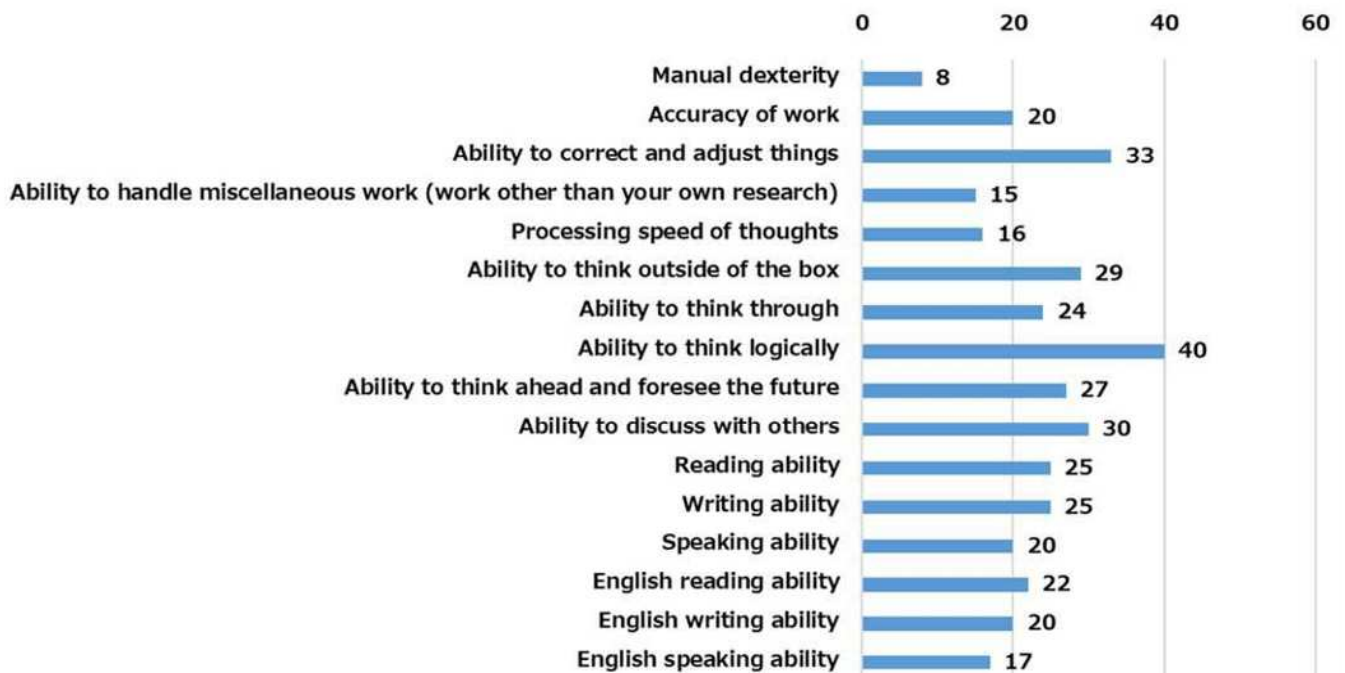 0 20 40 60
Manual dexterity 8
Accuracy of work 20
Ability to correct and adjust things 33
Ability to handle miscellaneous work (work other than your own research) 15
Processing speed of thoughts 16
Ability to think outside of the box 29
Ability to think through 24
Ability to think logically 40
Ability to think ahead and foresee the future 27
Ability to discuss with others 30
Reading ability 25
Writing ability 25
Speaking ability 20
English reading ability 22
English writing ability 20
English speaking ability 17